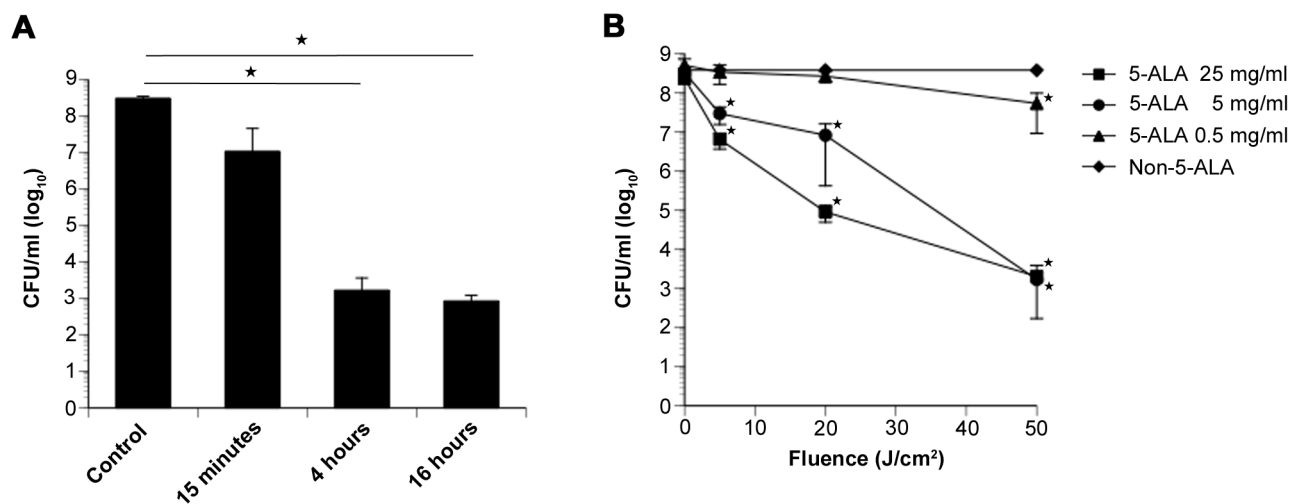 A
CFU/ml (log10)
9
8
7
6
5
4
3
2
1
0
Control
15 minutes
4 hours
16 hours
B
CFU/ml (log10)
9
8
7
6
5
4
3
2
1
0
0 10 20 30 40 50
Fluence (J/cm²)
5-ALA 25 mg/ml
5-ALA 5 mg/ml
5-ALA 0.5 mg/ml
Non-5-ALA